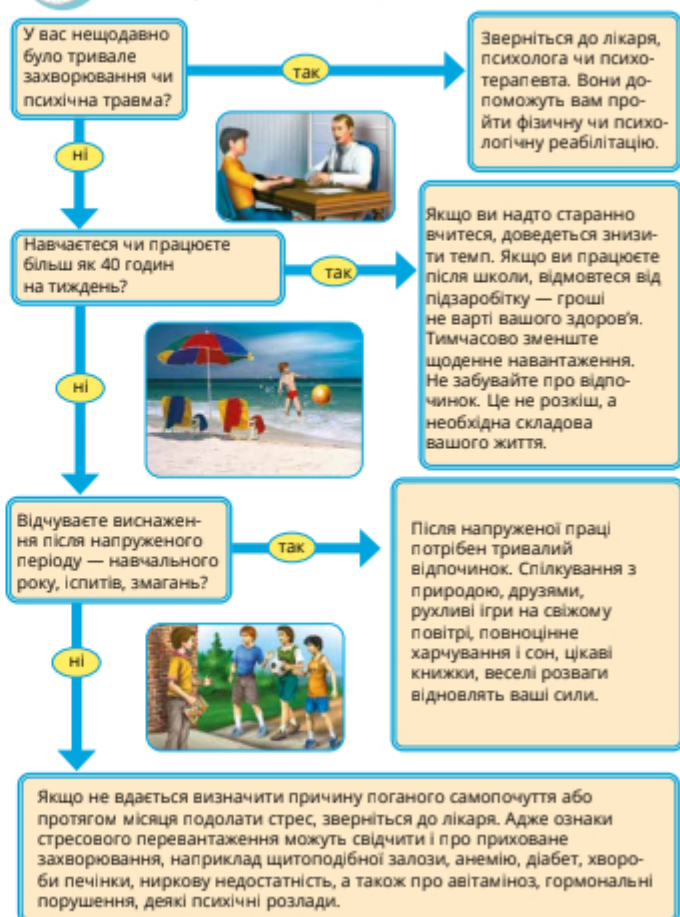 У вас нещодавно
було тривале
захворювання чи
психічна травма?
так
Зверніться до лікаря,
психолога чи психо-
терапевта. Вони до-
поможуть вам про-
йти фізичну чи психо-
логічну реабілітацію.
ні
Навчаєтеся чи працюєте
більш як 40 годин
на тиждень?
так
Якщо ви надто старанно
вчитеся, доведеться знизи-
ти темп. Якщо ви працюєте
після школи, відмовтеся від
підзаробітку — гроші
не варті вашого здоров’я.
Тимчасово зменште
щоденне навантаження.
Не забувайте про відпо-
чинок. Це не розкіш, а
необхідна складова
вашого життя.
ні
Відчуваєте виснажен-
ня після напруженого
періоду — навчального
року, іспитів, змагань?
так
Після напруженої праці
потрібен тривалий
відпочинок. Спілкування з
природою, друзями,
рухливі ігри на свіжому
повітрі, повноцінне
харчування і сон, цікаві
книжки, веселі розваги
відновлять ваші сили.
ні
Якщо не вдається визначити причину поганого самопочуття або
протягом місяця подолати стрес, зверніться до лікаря. Адже ознаки
стресового перевантаження можуть свідчити і про приховане
захворювання, наприклад щитоподібної залози, анемію, діабет, хворо-
би печінки, ниркову недостатність, а також про авітаміноз, гормональні
порушення, деякі психічні розлади.